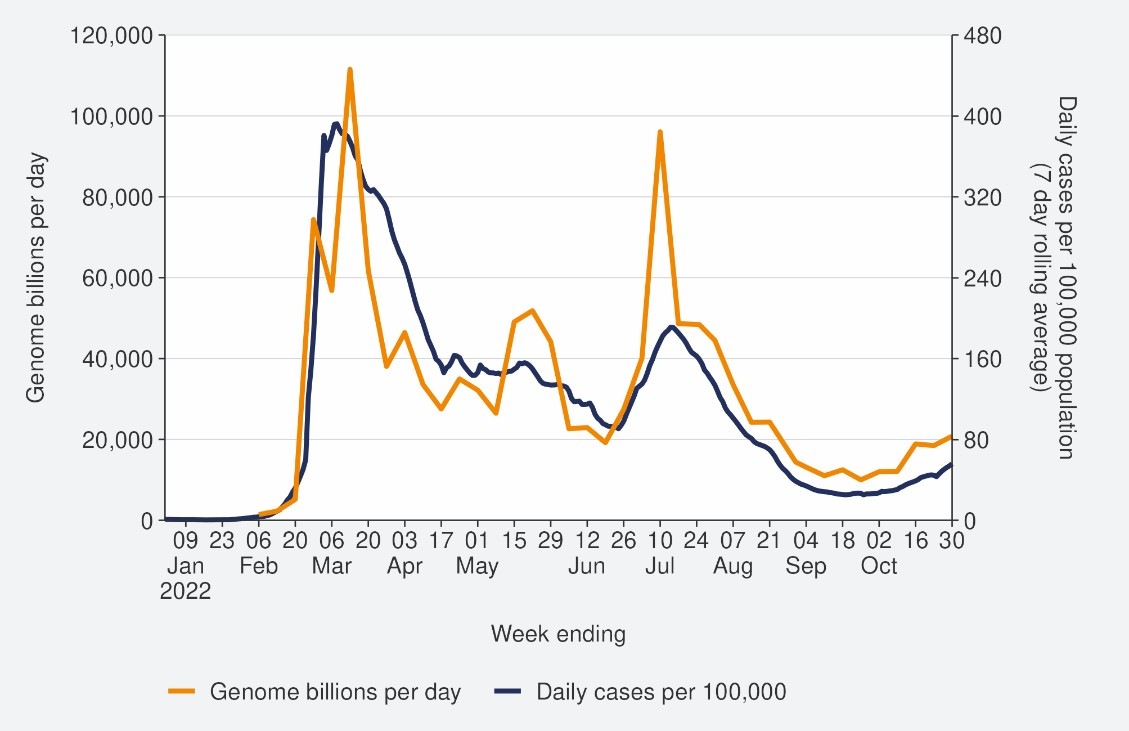 120,000
100,000
80,000
60,000
40,000
20,000
0
Genome billions per day
480
400
320
240
160
80
0
Daily cases per 100,000 population
(7 day rolling average)
09 23 06 20 06 20 03 17 01 15 29 12 26 10 24 07 21 04 18 02 16 30
Jan Feb Mar Apr May Jun Jul Aug Sep Oct
2022
Week ending
Genome billions per day Daily cases per 100,000